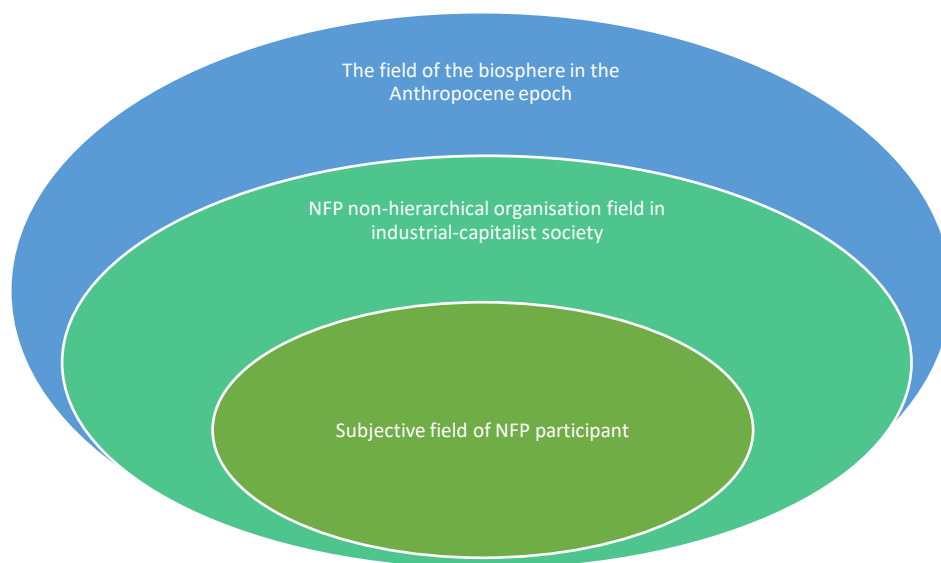 The field of the biosphere in the
Anthropocene epoch
NFP non-hierarchical organisation field in
industrial-capitalist society
Subjective field of NFP participant